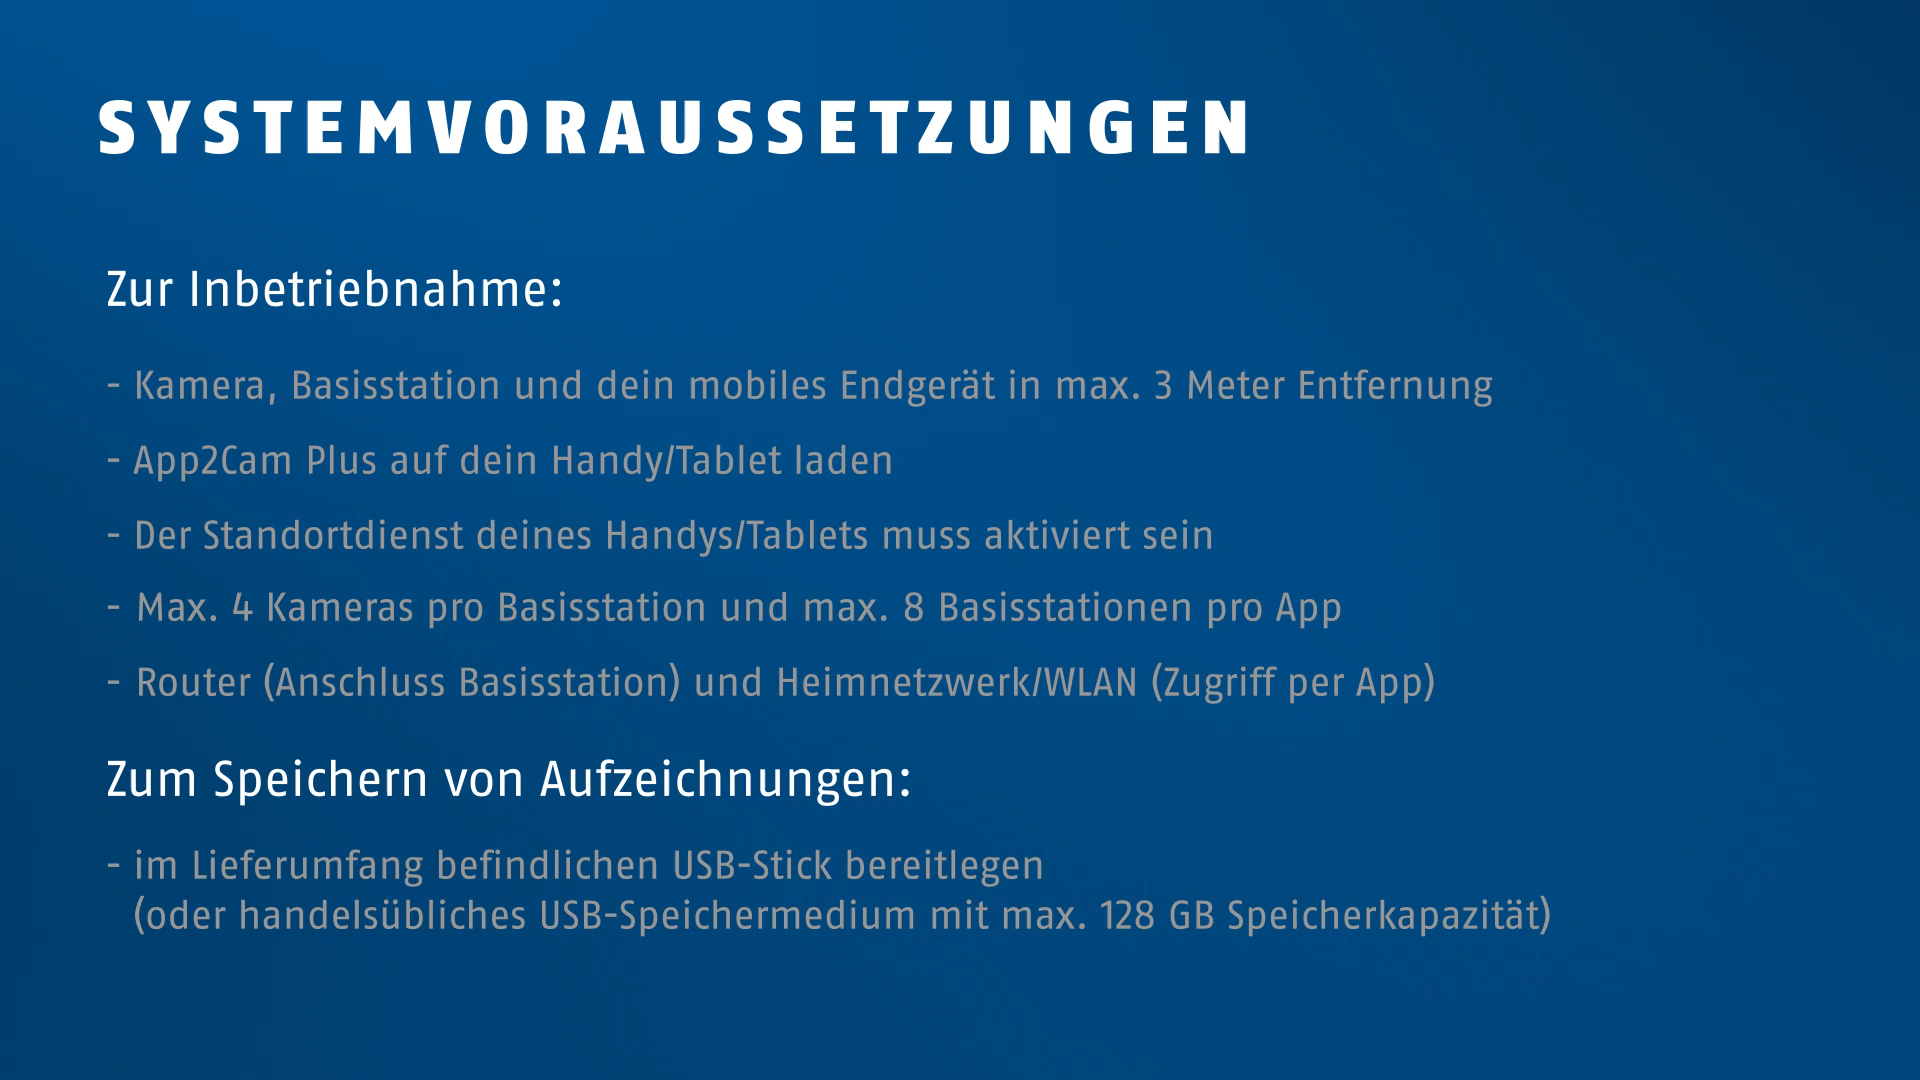 SYSTEMVORAUSSETZUNGEN
Zur Inbetriebnahme:
- Kamera, Basisstation und dein mobiles Endgerät in max. 3 Meter Entfernung
- App2Cam Plus auf dein Handy/Tablet laden
- Der Standortdienst deines Handys/Tablets muss aktiviert sein
- Max. 4 Kameras pro Basisstation und max. 8 Basisstationen pro App
- Router (Anschluss Basisstation) und Heimnetzwerk/WLAN (Zugriff per App)
Zum Speichern von Aufzeichnungen:
- im Lieferumfang befindlichen USB-Stick bereitlegen
(oder handelsübliches USB-Speichermedium mit max. 128 GB Speicherkapazität)